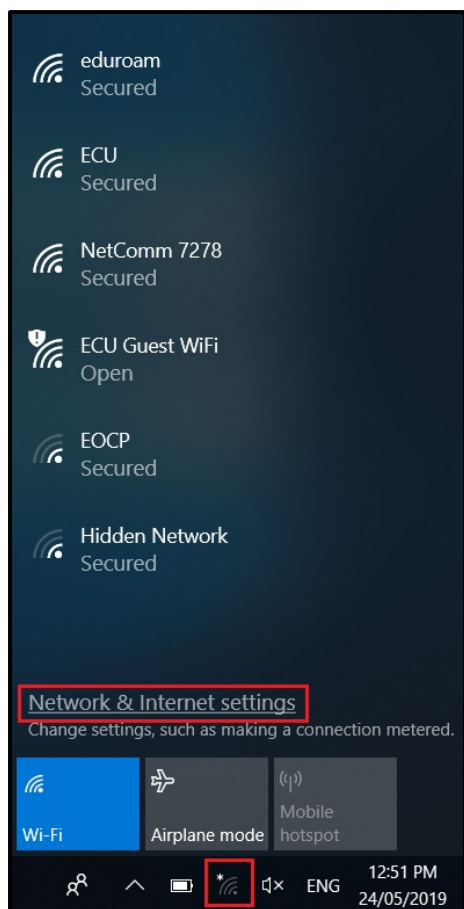 eduroam
Secured
ECU
Secured
NetComm 7278
Secured
ECU Guest WiFi
Open
EOCP
Secured
Hidden Network
Secured
Network & Internet settings
Change settings, such as making a connection metered.
Wi-Fi
Airplane mode
Mobile
hotspot
ENG
12:51 PM
24/05/2019